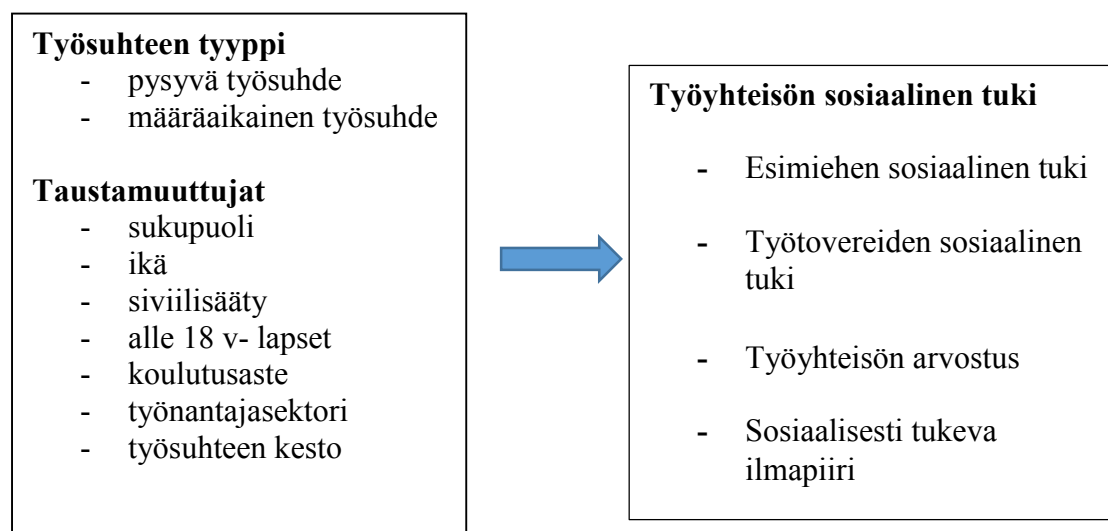 Työsuhteen tyyppi
- pysyvä työsuhde
- määräaikainen työsuhde
Taustamuuttujat
- sukupuoli
- ikä
- siviilisääty
- alle 18 v- lapset
- koulutusaste
- työnantajasektori
- työsuhteen kesto
Työyhteisön sosiaalinen tuki
- Esimiehen sosiaalinen tuki
- Työtovereiden sosiaalinen
tuki
- Työyhteisön arvostus
- Sosiaalisesti tukeva
ilmapiiri